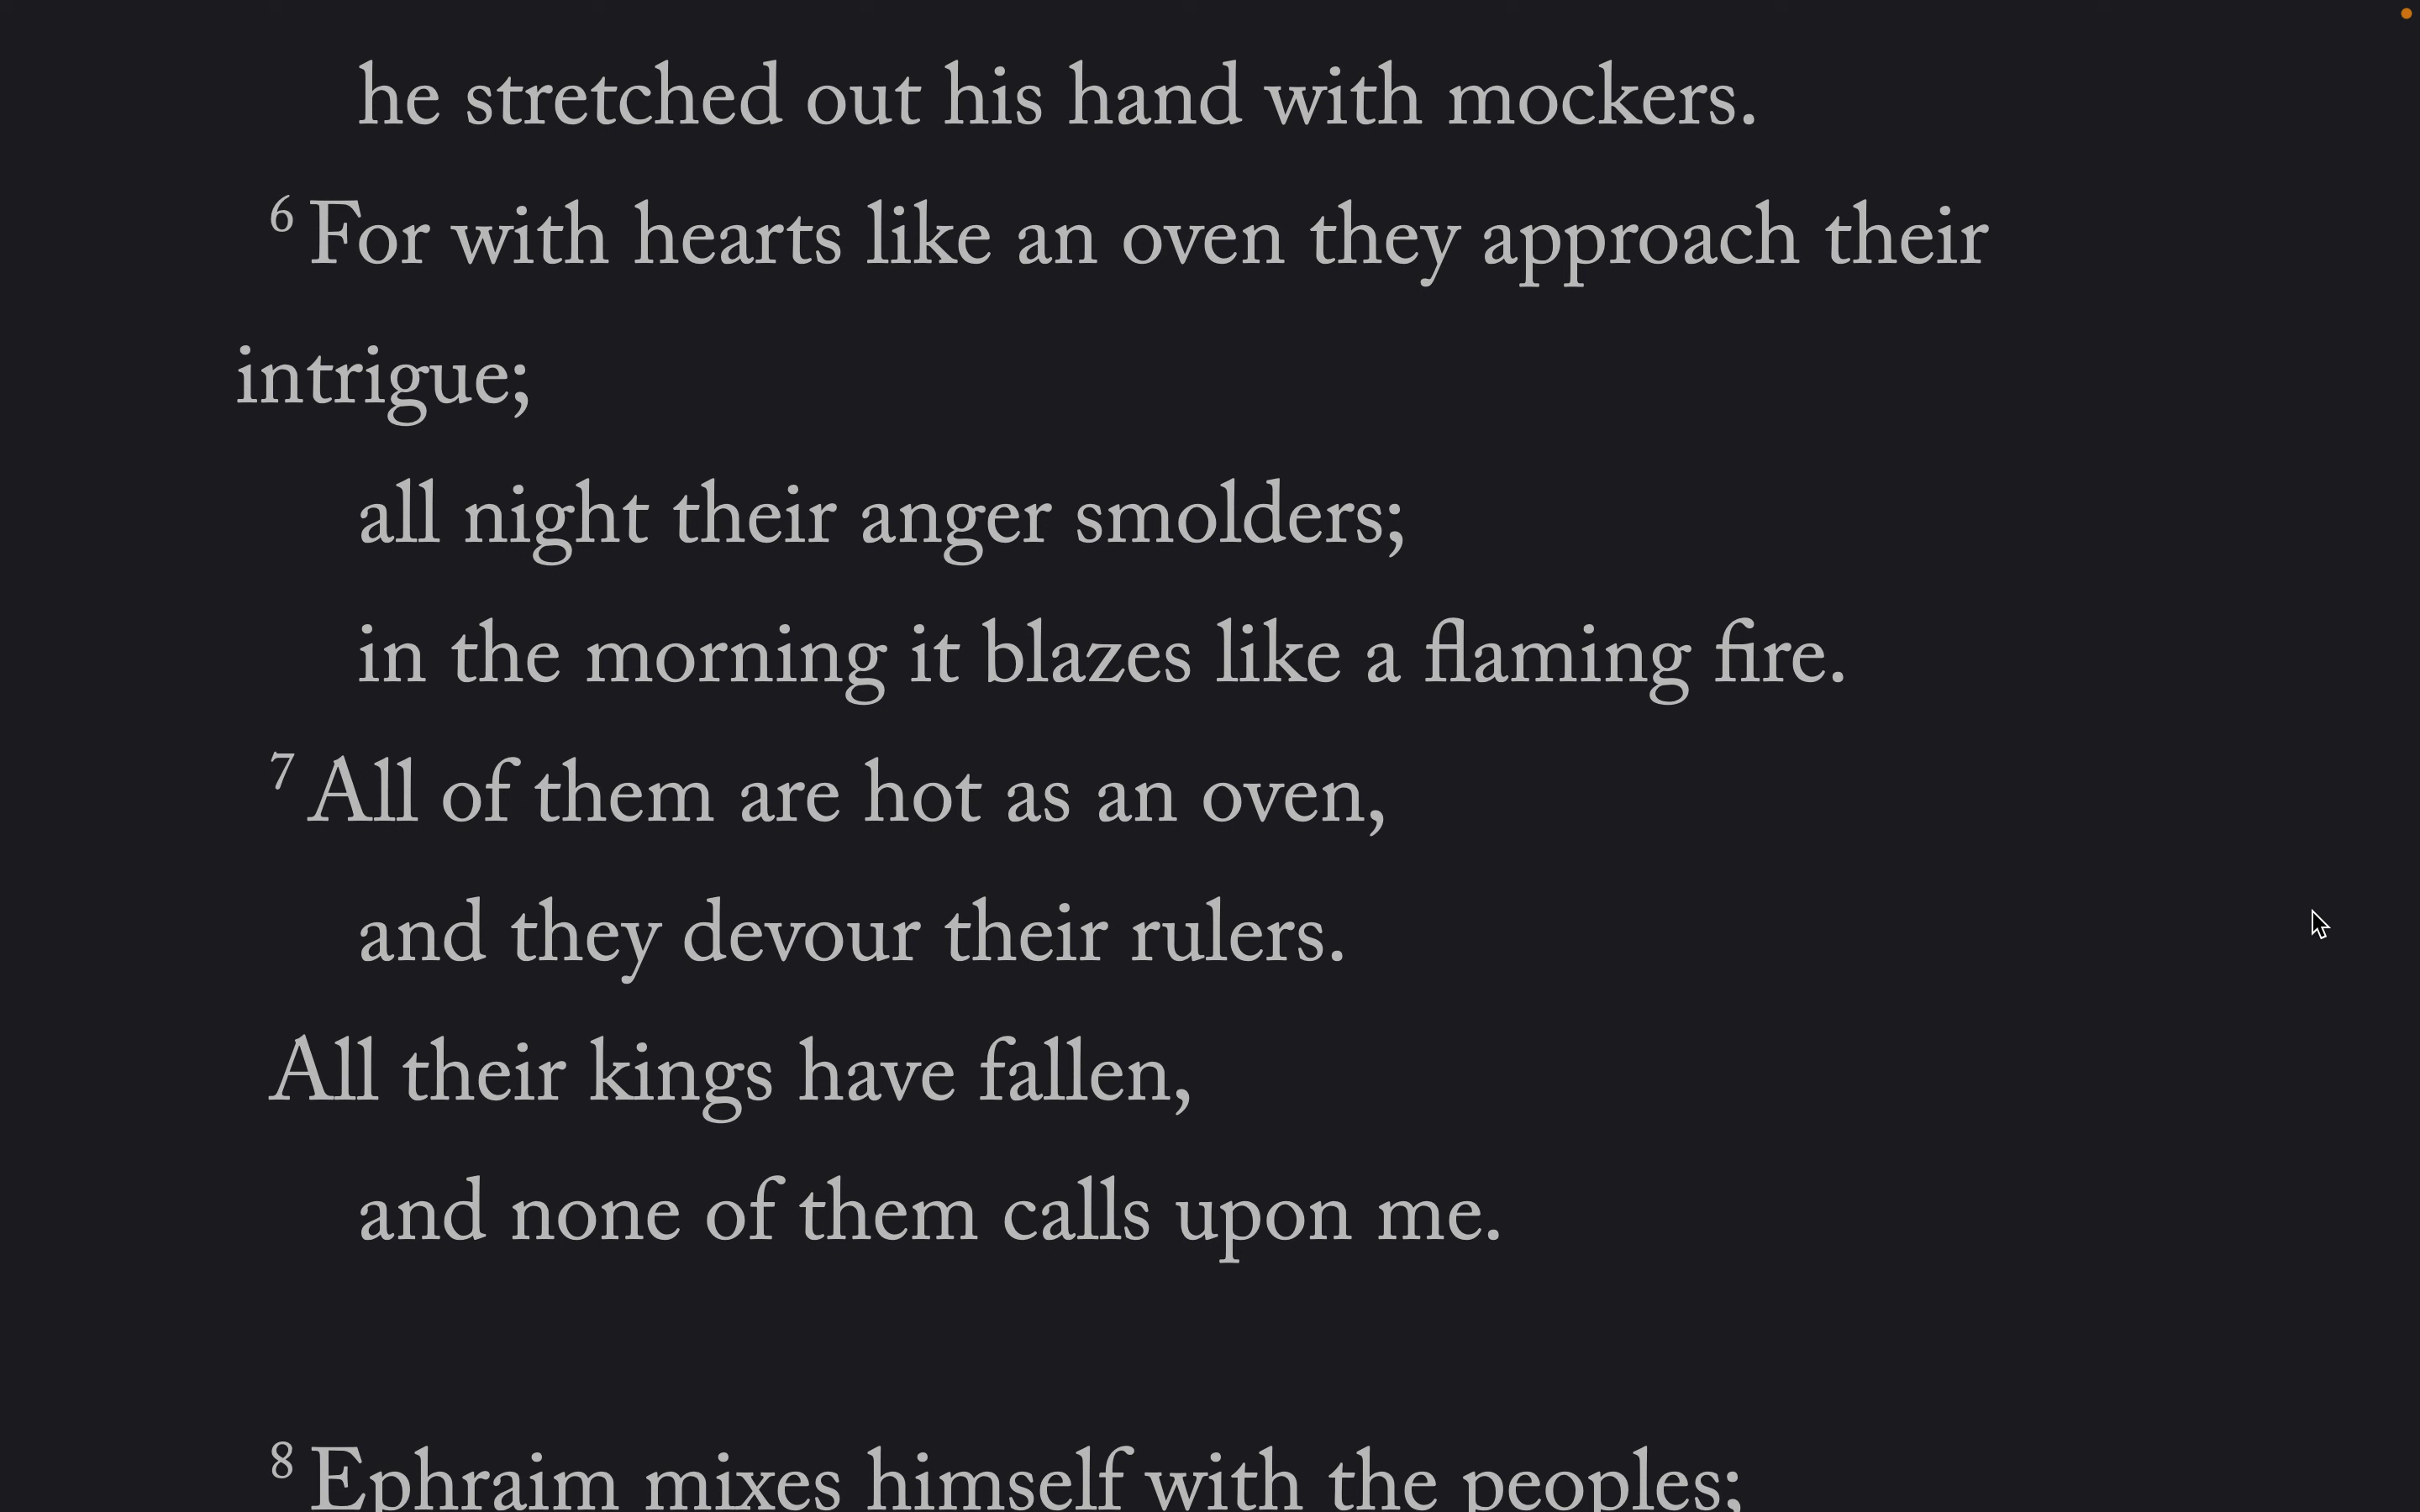 he stretched out his hand with mockers.
6 For with hearts like an oven they approach their
intrigue;
all night their anger smolders;
in the morning it blazes like a flaming fire.
7 All of them are hot as an oven,
and they devour their rulers.
All their kings have fallen,
and none of them calls upon me.
8 Ephraim mixes himself with the peoples;